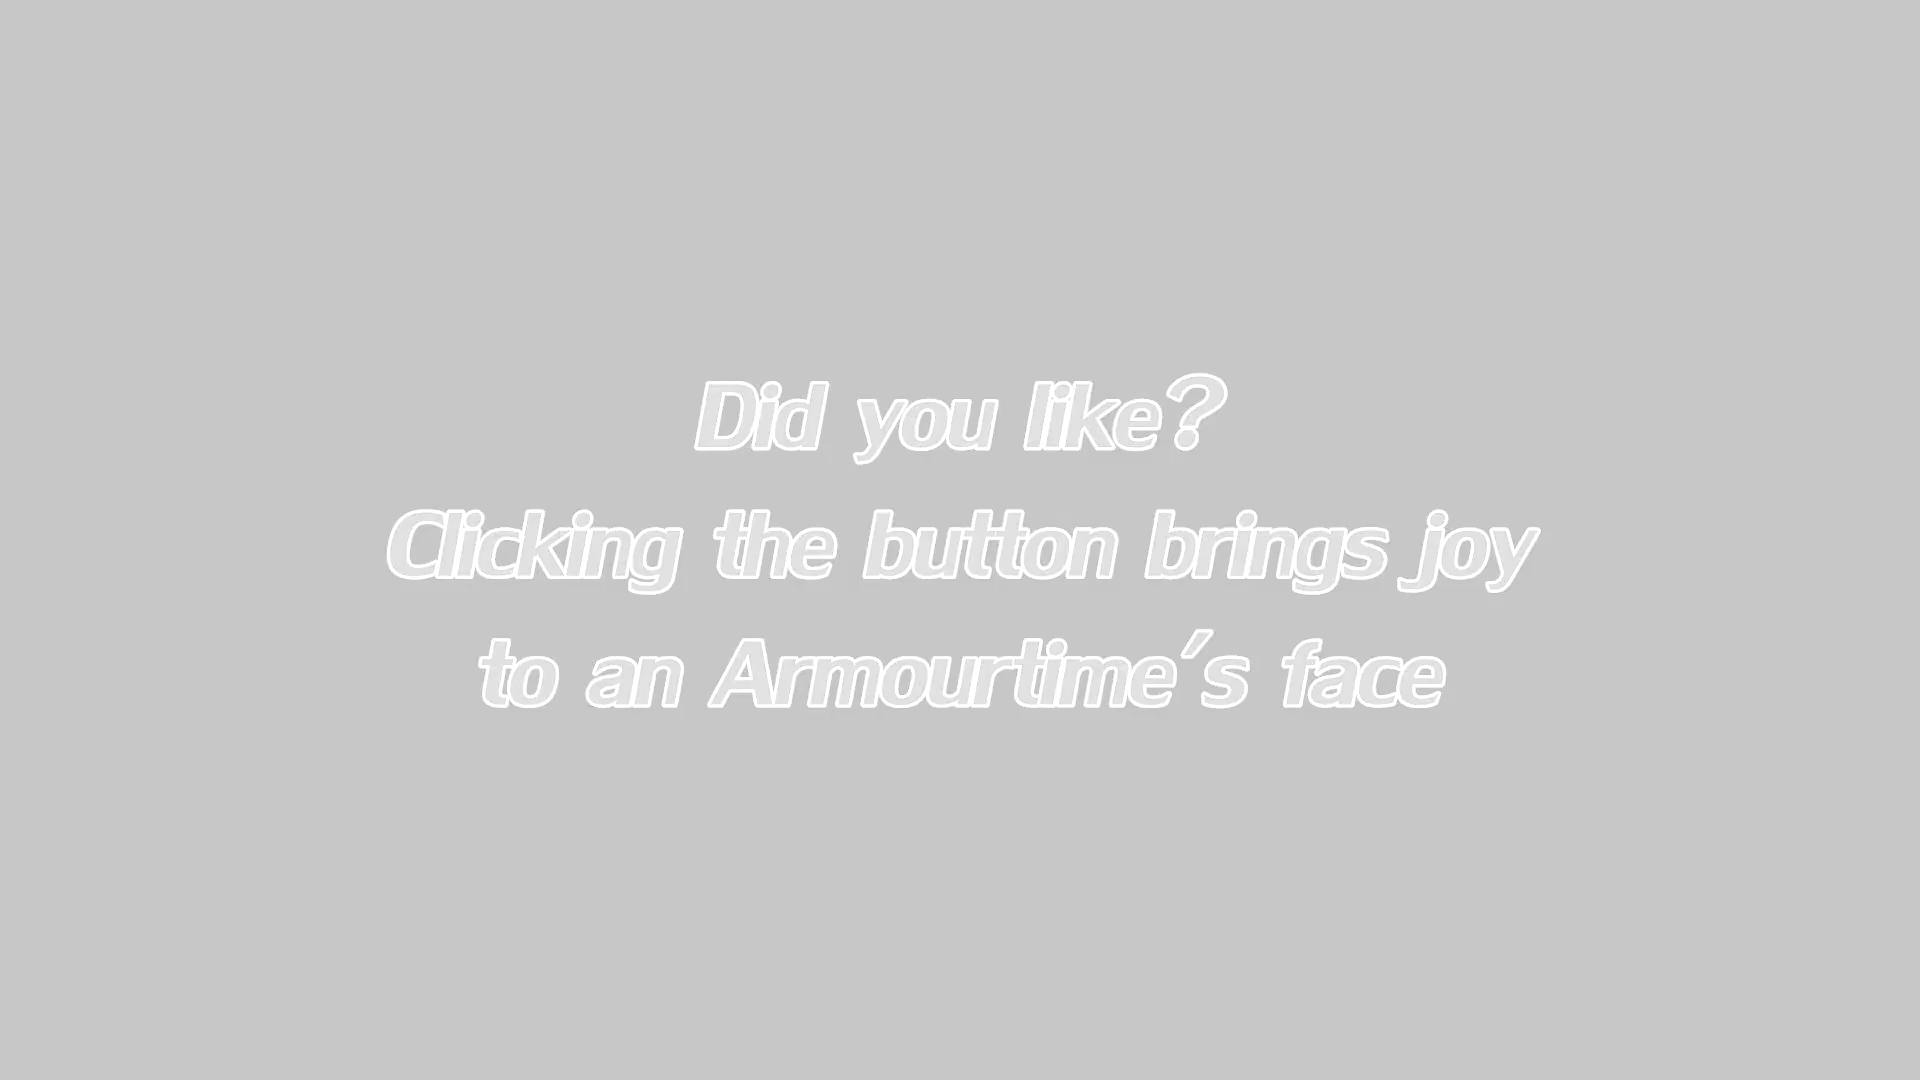 Did you like?
Clicking the button brings joy
to an Armourtime's face